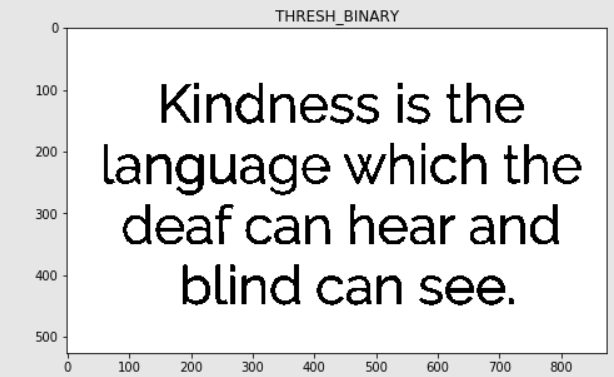 THRESH_BINARY
0
100
200
300
400
500
Kindness is the
language which the
deaf can hear and
blind can see.
0 100 200 300 400 500 600 700 800